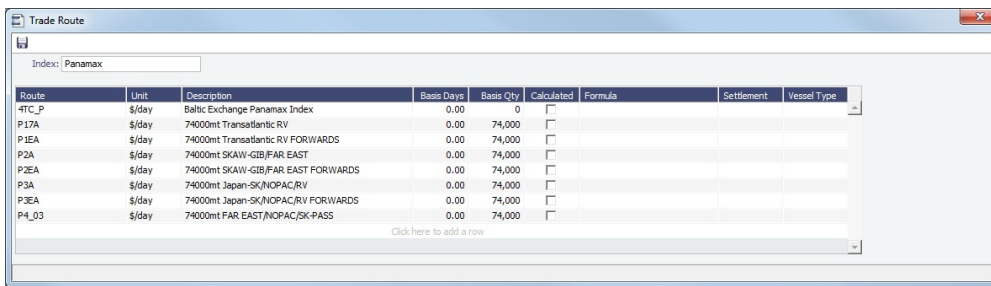 Trade Route
Index: Panamax
Route Unit Description Basis Days Basis Qty Calculated Formula Settlement Vessel Type
4TC_P $/day Baltic Exchange Panamax Index 0.00 0
P17A $/day 74000mt Transatlantic RV 0.00 74,000
P1EA $/day 74000mt Transatlantic RV FORWARDS 0.00 74,000
P2A $/day 74000mt SKAW-GIB/FAR EAST 0.00 74,000
P2EA $/day 74000mt SKAW-GIB/FAR EAST FORWARDS 0.00 74,000
P3A $/day 74000mt Japan-SK/NOPAC/RV 0.00 74,000
P3EA $/day 74000mt Japan-SK/NOPAC/RV FORWARDS 0.00 74,000
P4_03 $/day 74000mt FAR EAST/NOPAC/SK-PASS 0.00 74,000
Click here to add a row